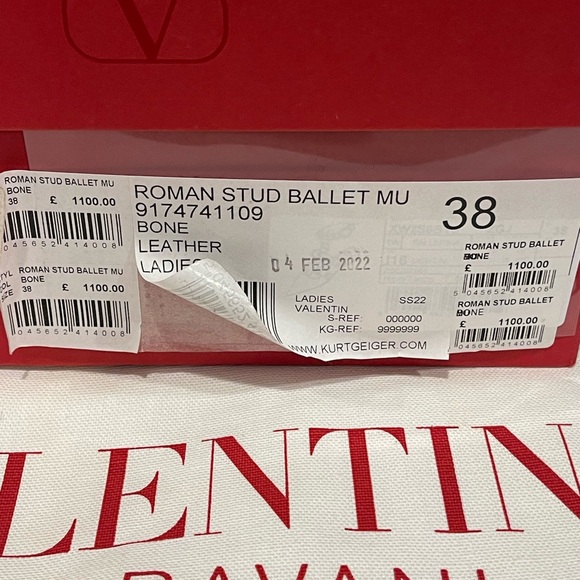 ROMAN STUD BALLET MU
BONE
38 £ 1100.00
045652414008
ROMAN STUD BALLET MU
BONE
38 £ 1100.00
045652414008
ROMAN STUD BALLET MU
9174741109
BONE
LEATHER
LADIES
04 FEB 2022
38
LADIES SS22
VALENTIN
S-REF: 000000
KG-REF: 9999999
WWW.KURTGEIGER.COM
ROMAN STUD BALLET
BONE
£ 1100.00
045652414008
ROMAN STUD BALLET
BONE
£ 1100.00
045652414008
LENTIN